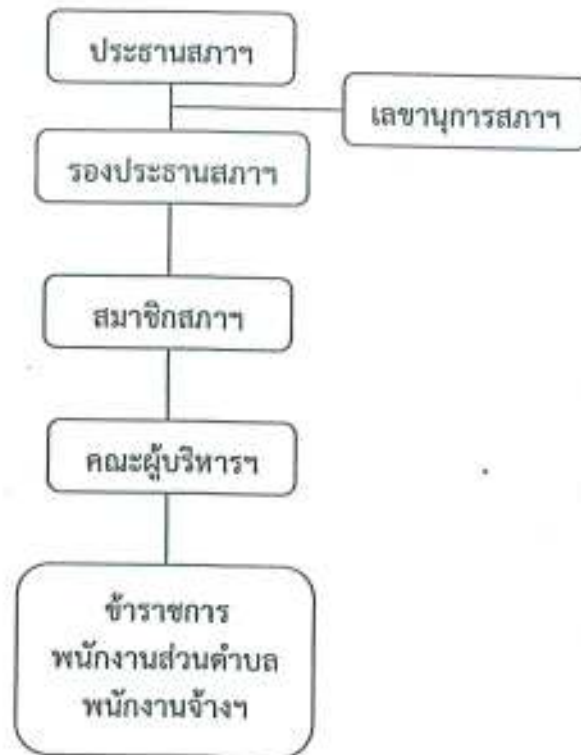 ประธานสภาฯ
เลขานุการสภาฯ
รองประธานสภาฯ
สมาชิกสภาฯ
คณะผู้บริหารฯ
ข้าราชการ
พนักงานส่วนตำบล
พนักงานจ้างฯ